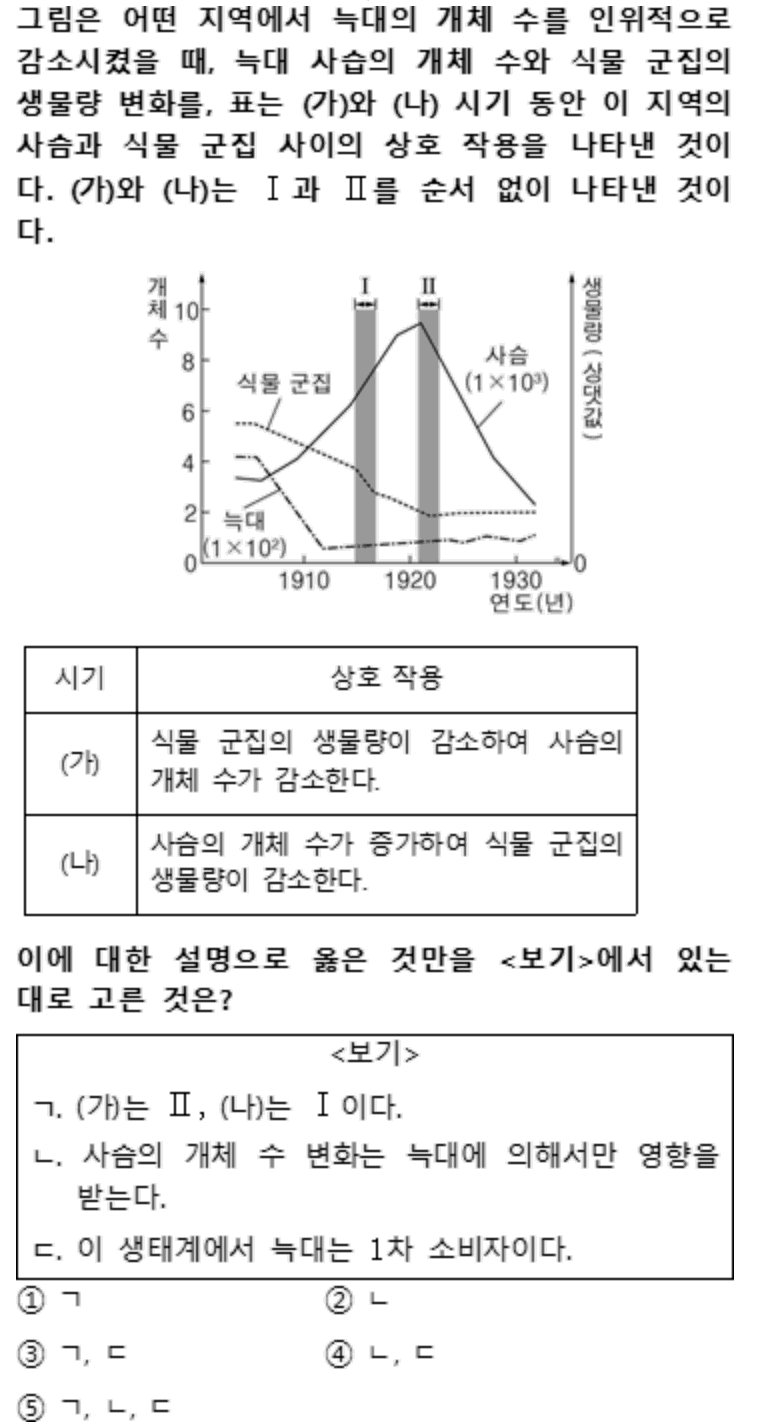 그림은 어떤 지역에서 늑대의 개체 수를 인위적으로
감소시켰을 때, 늑대 사습의 개체 수와 식물 군집의
생물량 변화를, 표는 (가)와 (나) 시기 동안 이 지역의
사슴과 식물 군집 사이의 상호 작용을 나타낸 것이
다. (가)와 (나)는 Ⅰ과 Ⅱ를 순서 없이 나타낸 것이
다.
개체 수
생물량(상댓값)
Ⅰ Ⅱ
10
8
6
4
2
0
0
식물 군집
사슴
(1×10³)
늑대
(1×10²)
1910 1920 1930
연도(년)
시기 상호 작용
(가) 식물 군집의 생물량이 감소하여 사슴의
개체 수가 감소한다.
(나) 사슴의 개체 수가 증가하여 식물 군집의
생물량이 감소한다.
이에 대한 설명으로 옳은 것만을 <보기>에서 있는
대로 고른 것은?
<보기>
ㄱ. (가)는 Ⅱ, (나)는 Ⅰ이다.
ㄴ. 사슴의 개체 수 변화는 늑대에 의해서만 영향을
받는다.
ㄷ. 이 생태계에서 늑대는 1차 소비자이다.
① ㄱ ② ㄴ
③ ㄱ, ㄷ ④ ㄴ, ㄷ
⑤ ㄱ, ㄴ, ㄷ